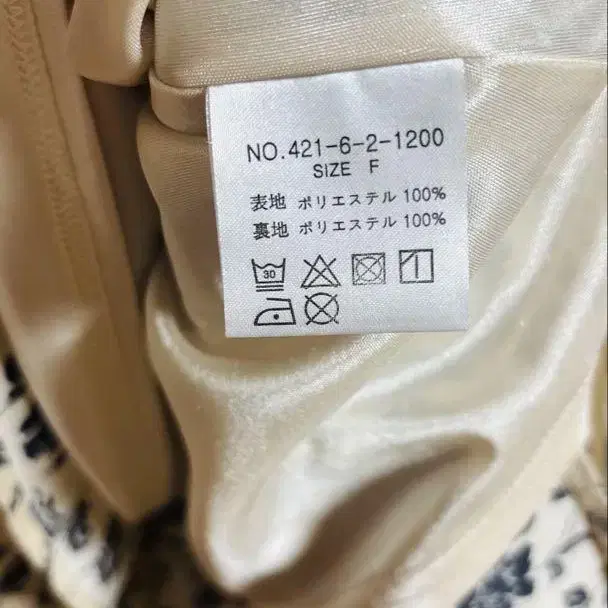 NO.421-6-2-1200
SIZE F
表地 ポリエステル 100%
裏地 ポリエステル 100%
30